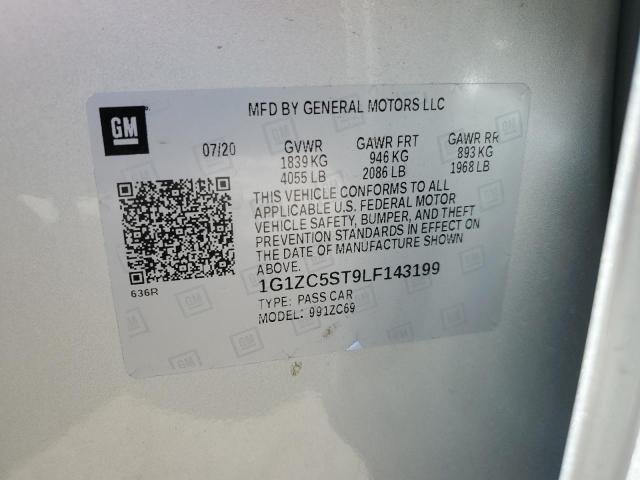 MFD BY GENERAL MOTORS LLC
GM
07/20 GVWR GAWR FRT GAWR RR
1839 KG 946 KG 893 KG
4055 LB 2086 LB 1968 LB
THIS VEHICLE CONFORMS TO ALL
APPLICABLE U.S. FEDERAL MOTOR
VEHICLE SAFETY, BUMPER, AND THEFT
PREVENTION STANDARDS IN EFFECT ON
THE DATE OF MANUFACTURE SHOWN
ABOVE.
636R
1G1ZC5ST9LF143199
TYPE: PASS CAR
MODEL: 991ZC69